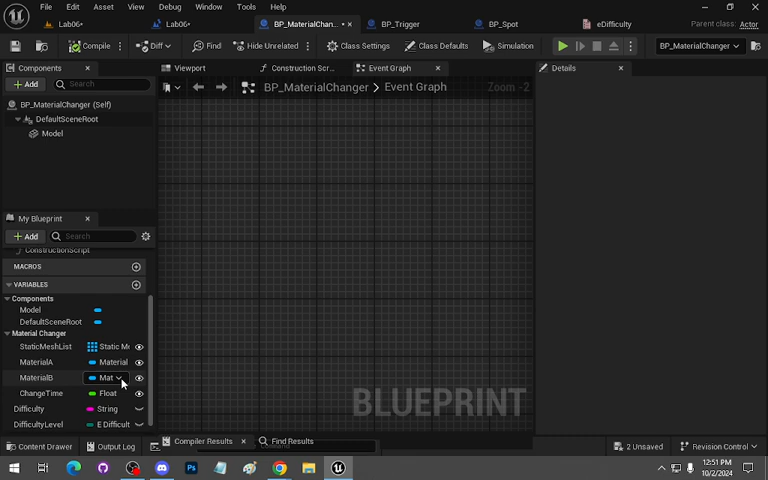 File Edit Asset View Debug Window Tools Help
Lab06• Lab06• BP_MaterialChan... • BP_Trigger BP_Spot eDifficulty Parent class: Actor
Compile Diff Find Hide Unrelated Class Settings Class Defaults Simulation BP_MaterialChanger
Components Viewport Construction Scr... Event Graph Details
+ Add Search BP_MaterialChanger > Event Graph Zoom -2
BP_MaterialChanger (Self)
DefaultSceneRoot
Model
My Blueprint
+ Add Search
ConstructionScript
MACROS
VARIABLES
Components
Model
DefaultSceneRoot
Material Changer
StaticMeshList Static Me
MaterialA Material
MaterialB Mat
ChangeTime Float
Difficulty String
DifficultyLevel E Difficult
BLUEPRINT
Content Drawer Output Log Compiler Results Find Results 2 Unsaved Revision Control
12:51 PM
10/2/2024